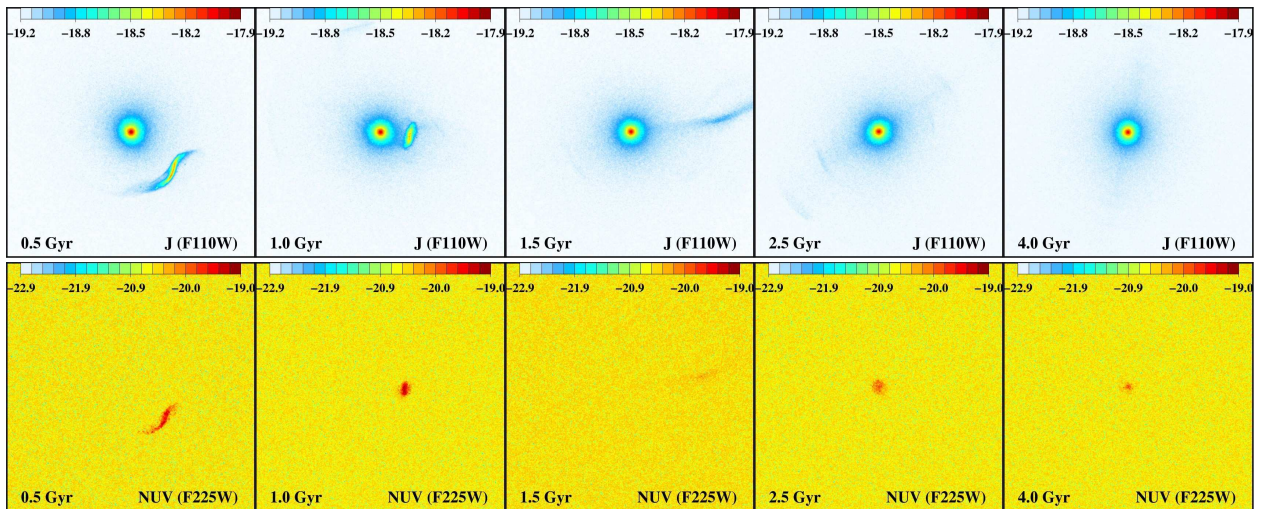 −19.2 −18.8 −18.5 −18.2 −17.9
−19.2 −18.8 −18.5 −18.2 −17.9
−19.2 −18.8 −18.5 −18.2 −17.9
−19.2 −18.8 −18.5 −18.2 −17.9
−19.2 −18.8 −18.5 −18.2 −17.9
0.5 Gyr J (F110W)
1.0 Gyr J (F110W)
1.5 Gyr J (F110W)
2.5 Gyr J (F110W)
4.0 Gyr J (F110W)
−22.9 −21.9 −20.9 −20.0 −19.0
−22.9 −21.9 −20.9 −20.0 −19.0
−22.9 −21.9 −20.9 −20.0 −19.0
−22.9 −21.9 −20.9 −20.0 −19.0
−22.9 −21.9 −20.9 −20.0 −19.0
0.5 Gyr NUV (F225W)
1.0 Gyr NUV (F225W)
1.5 Gyr NUV (F225W)
2.5 Gyr NUV (F225W)
4.0 Gyr NUV (F225W)